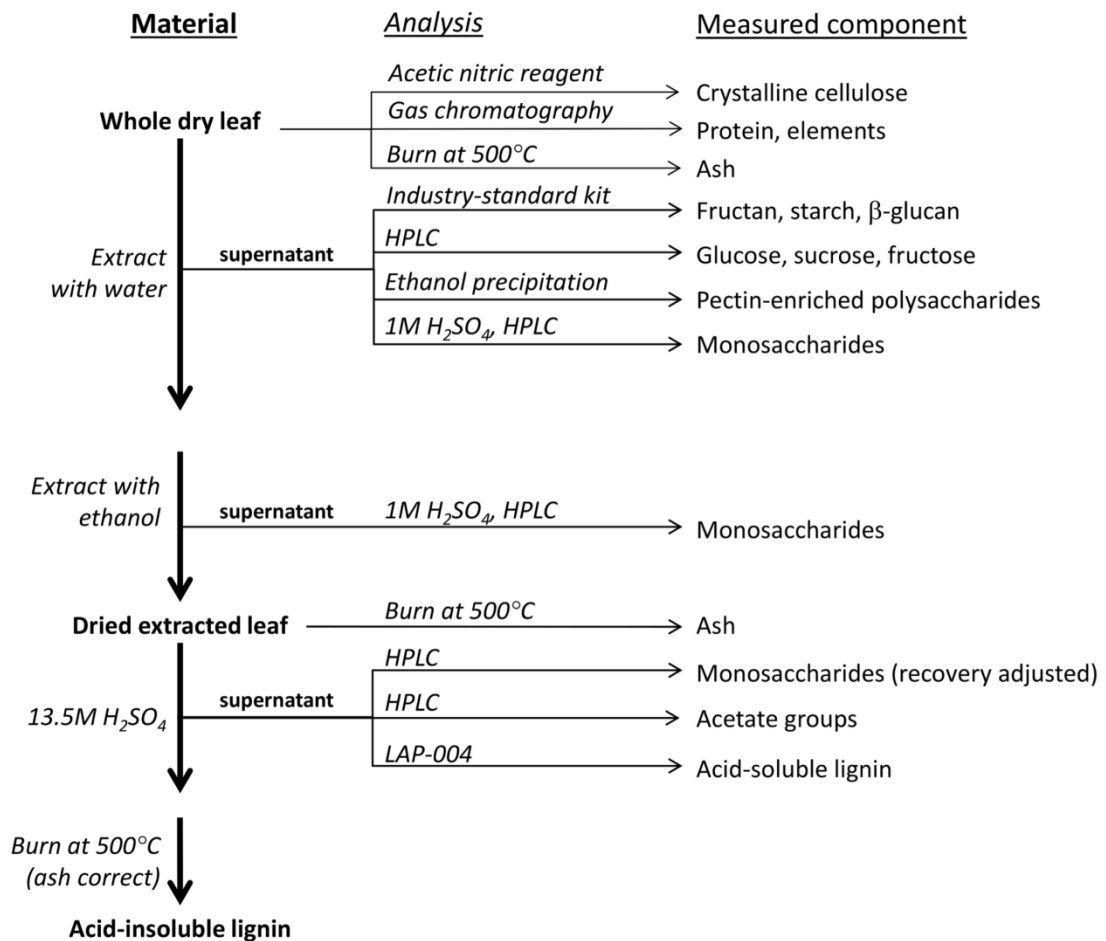 Material Analysis Measured component
Acetic nitric reagent
Crystalline cellulose
Whole dry leaf
Gas chromatography
Protein, elements
Burn at 500°C
Ash
Extract
with water
supernatant
Industry-standard kit
Fructan, starch, β-glucan
HPLC
Glucose, sucrose, fructose
Ethanol precipitation
Pectin-enriched polysaccharides
1M H₂SO₄, HPLC
Monosaccharides
Extract with
ethanol
supernatant
1M H₂SO₄, HPLC
Monosaccharides
Dried extracted leaf
Burn at 500°C
Ash
13.5M H₂SO₄
supernatant
HPLC
Monosaccharides (recovery adjusted)
HPLC
Acetate groups
LAP-004
Acid-soluble lignin
Burn at 500°C
(ash correct)
Acid-insoluble lignin